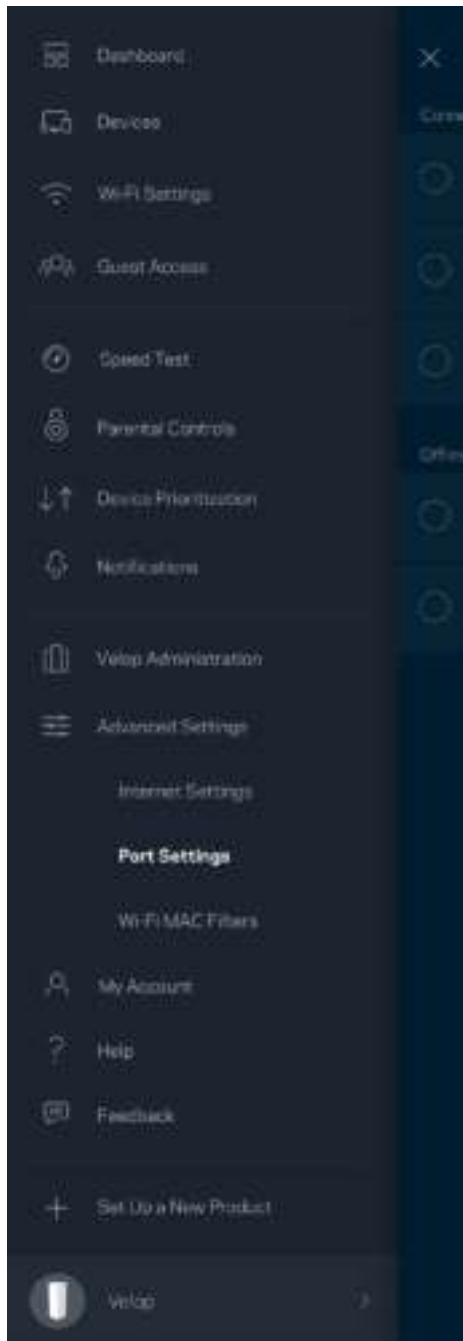 Dashboard
Devices
Wi-Fi Settings
Guest Access
Speed Test
Parental Controls
Device Prioritization
Notifications
Velop Administration
Advanced Settings
Internet Settings
Port Settings
Wi-Fi MAC Filters
My Account
Help
Feedback
Set Up a New Product
Velop